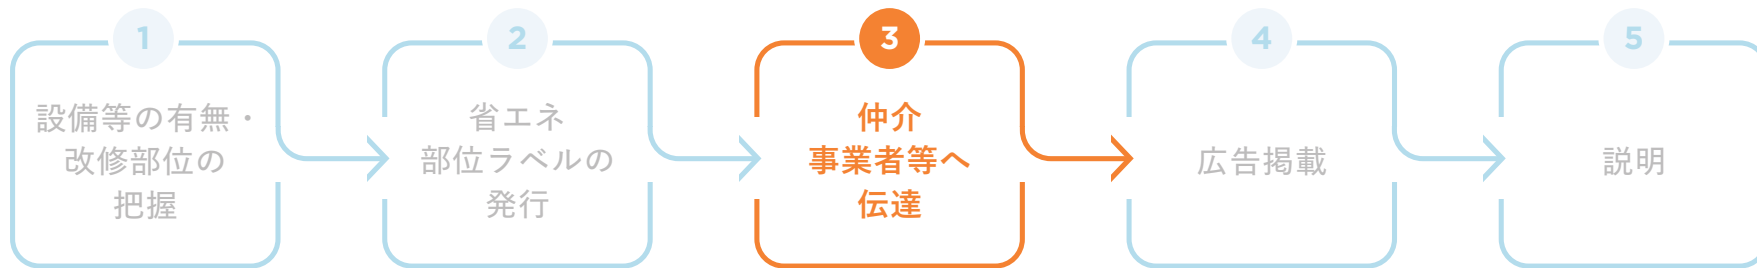 1
設備等の有無・
改修部位の
把握
2
省エネ
部位ラベルの
発行
3
仲介
事業者等へ
伝達
4
広告掲載
5
説明